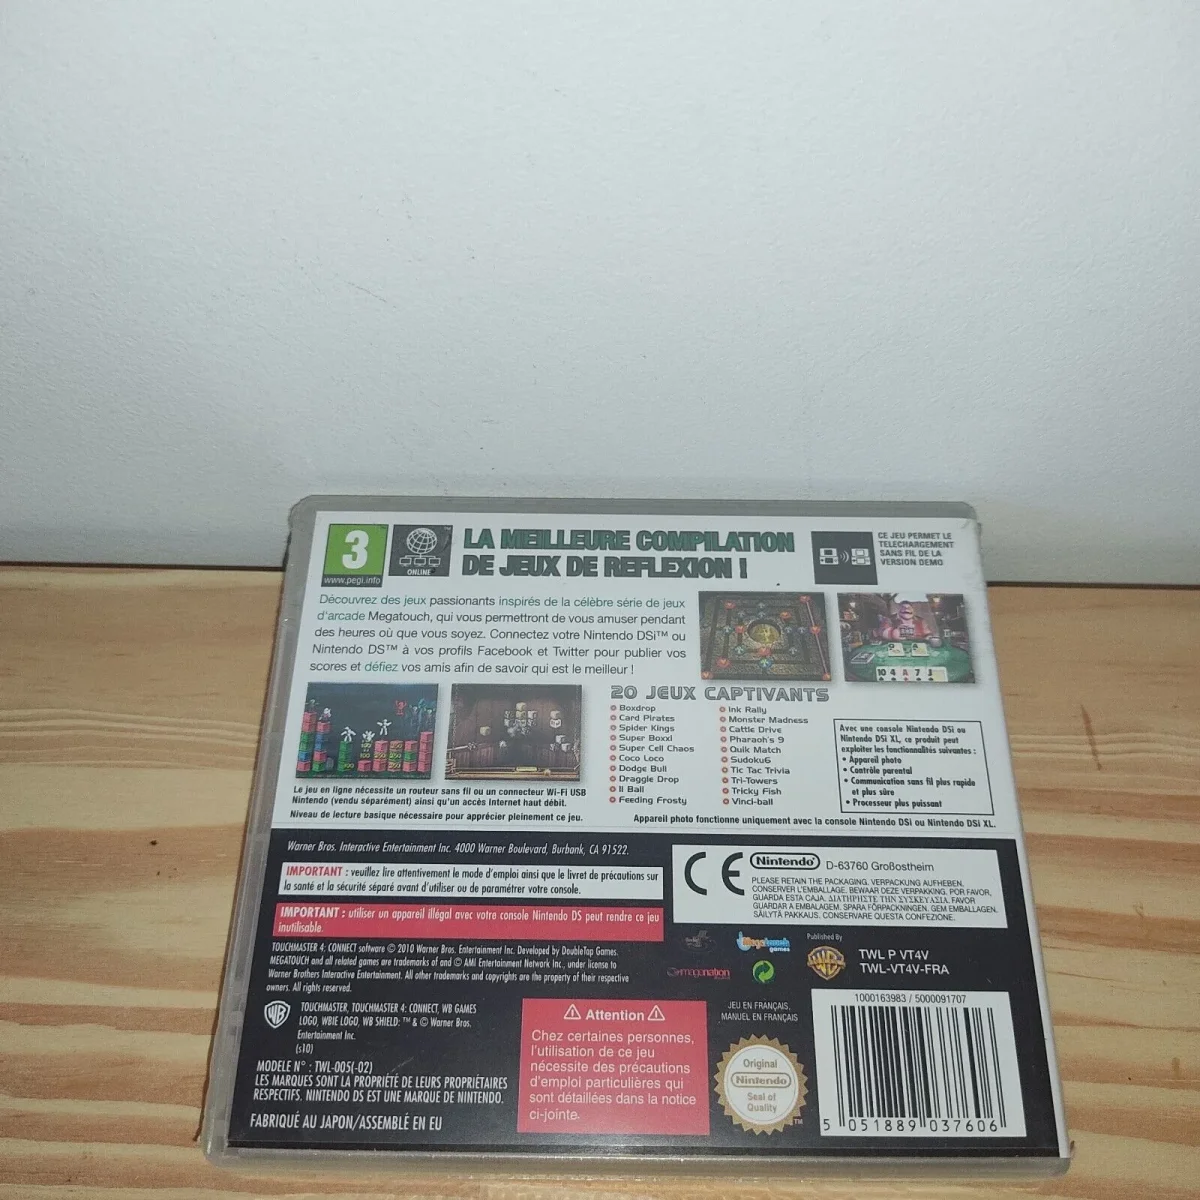 3
www.pegi.info
ONLINE
LA MEILLEURE COMPILATION
DE JEUX DE REFLEXION !
CE JEU PERMET LE
TELECHARGEMENT
SANS FIL DE LA
VERSION DEMO
Découvrez des jeux passionants inspirés de la célèbre série de jeux
d'arcade Megatouch, qui vous permettront de vous amuser pendant
des heures où que vous soyez. Connectez votre Nintendo DSi™ ou
Nintendo DS™ à vos profils Facebook et Twitter pour publier vos
scores et défiez vos amis afin de savoir qui est le meilleur !
10 4 A 7 J
20 JEUX CAPTIVANTS
Boxdrop
Card Pirates
Spider Kings
Super Boxxi
Super Cell Chaos
Coco Loco
Dodge Bull
Draggle Drop
II Ball
Feeding Frosty
Ink Rally
Monster Madness
Cattle Drive
Pharaoh's 9
Quik Match
Sudoku6
Tic Tac Trivia
Tri-Towers
Tricky Fish
Vinci-ball
Avec une console Nintendo DSi ou
Nintendo DSi XL, ce produit peut
exploiter les fonctionnalités suivantes :
• Appareil photo
• Contrôle parental
• Communication sans fil plus rapide
et plus sûre
• Processeur plus puissant
Le jeu en ligne nécessite un routeur sans fil ou un connecteur Wi-Fi USB
Nintendo (vendu séparément) ainsi qu'un accès Internet haut débit.
Niveau de lecture basique nécessaire pour apprécier pleinement ce jeu.
Appareil photo fonctionne uniquement avec la console Nintendo DSi ou Nintendo DSi XL.
Warner Bros. Interactive Entertainment Inc. 4000 Warner Boulevard, Burbank, CA 91522.
IMPORTANT : veuillez lire attentivement le mode d'emploi ainsi que le livret de précautions sur
la santé et la sécurité séparé avant d'utiliser ou de paramétrer votre console.
IMPORTANT : utiliser un appareil illégal avec votre console Nintendo DS peut rendre ce jeu
inutilisable.
TOUCHMASTER 4: CONNECT software © 2010 Warner Bros. Entertainment Inc. Developed by DoubleTap Games.
MEGATOUCH and all related games are trademarks of and © AMI Entertainment Network Inc., under license to
Warner Brothers Interactive Entertainment. All other trademarks and copyrights are the property of their respective
owners. All rights reserved.
TOUCHMASTER, TOUCHMASTER 4: CONNECT, WB GAMES
LOGO, WBIE LOGO, WB SHIELD: ™ & © Warner Bros.
Entertainment Inc.
(s10)
MODELE N° : TWL-005(-02)
LES MARQUES SONT LA PROPRIÉTÉ DE LEURS PROPRIÉTAIRES
RESPECTIFS. NINTENDO DS EST UNE MARQUE DE NINTENDO.
FABRIQUÉ AU JAPON/ASSEMBLÉ EN EU
CE Nintendo D-63760 Großostheim
PLEASE RETAIN THE PACKAGING. VERPACKUNG AUFHEBEN.
CONSERVER L'EMBALLAGE. BEWAAR DEZE VERPAKKING. POR FAVOR,
GUARDA ESTA CAJA. ΔΙΑΤΗΡΗΣΤΕ ΤΗΝ ΣΥΣΚΕΥΑΣΙΑ. FAVOR
GUARDAR A EMBALAGEM. SPARA FÖRPACKNINGEN. GEM EMBALLAGEN.
SÄILYTÄ PAKKAUS. CONSERVARE QUESTA CONFEZIONE.
Megatouch
games
Published By
WB
TWL P VT4V
TWL-VT4V-FRA
JEU EN FRANÇAIS,
MANUEL EN FRANÇAIS
Attention
Chez certaines personnes,
l'utilisation de ce jeu
nécessite des précautions
d'emploi particulières qui
sont détaillées dans la notice
ci-jointe.
Original
Nintendo
Seal of
Quality
TM
1000163983 / 5000091707
5 051889 037606